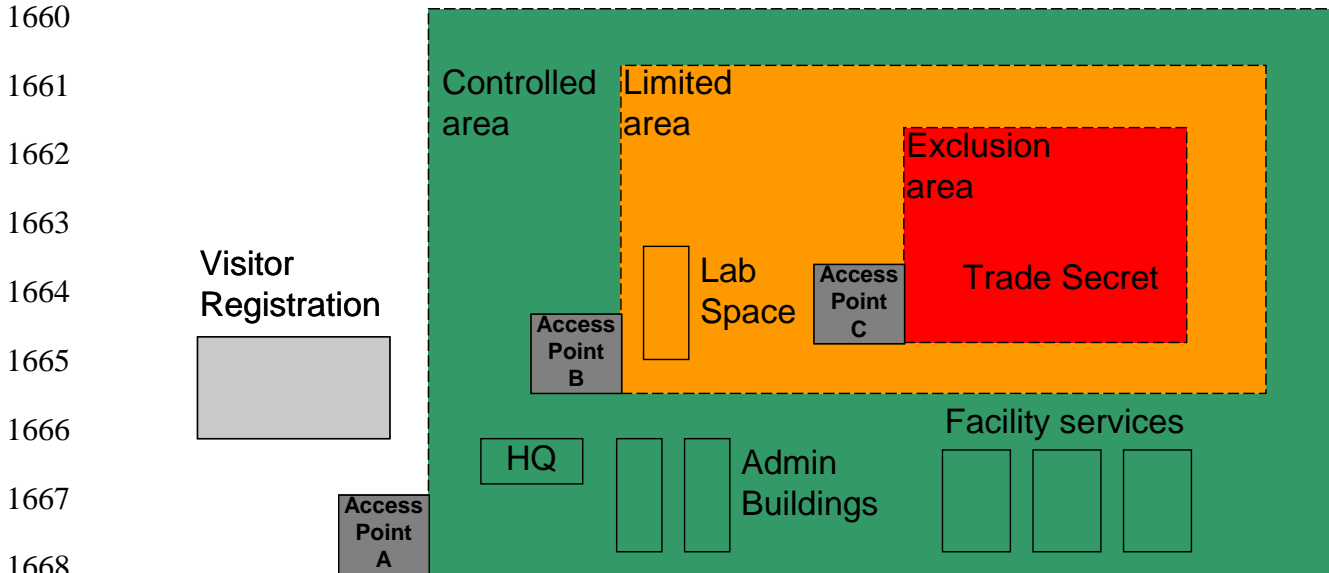 1660
1661
1662
1663
1664
1665
1666
1667
1668
Controlled
area
Limited
area
Exclusion
area
Trade Secret
Visitor
Registration
Lab
Space
Access
Point
C
Access
Point
B
Facility services
HQ
Admin
Buildings
Access
Point
A